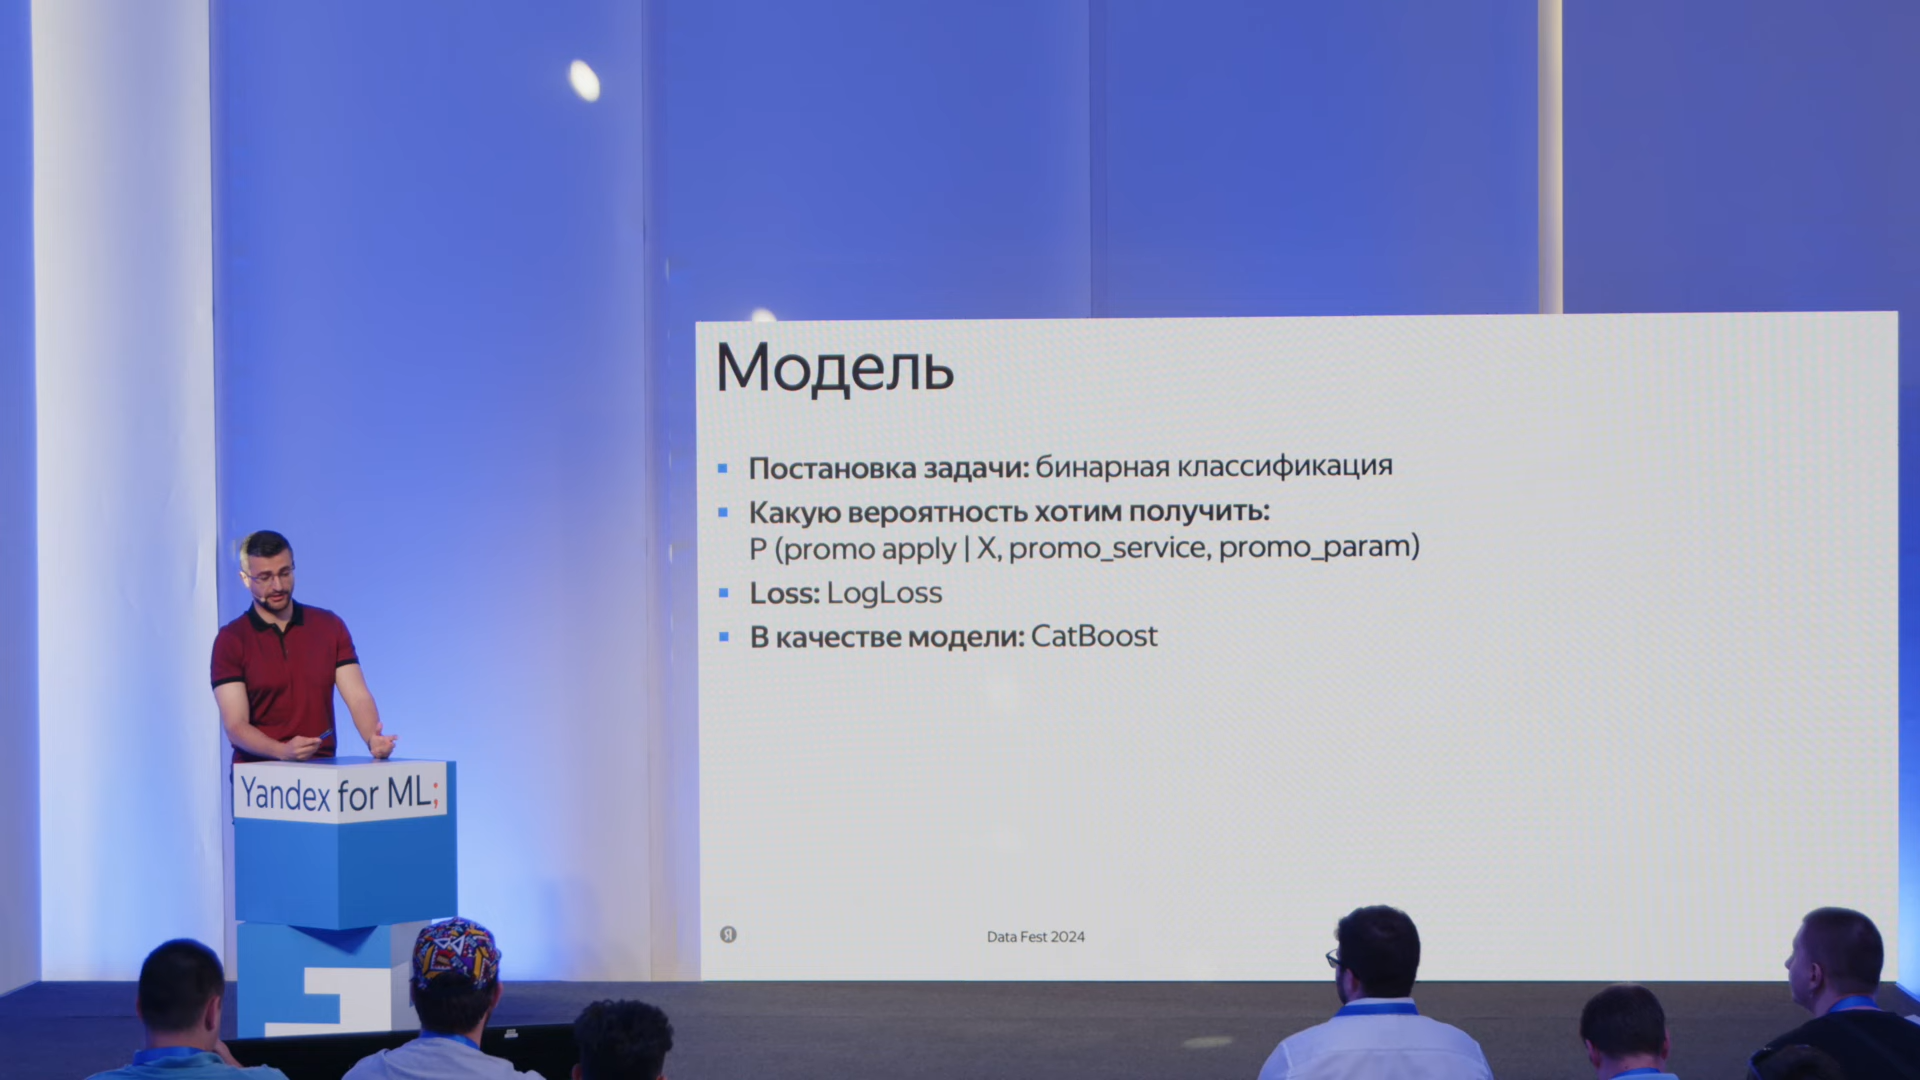 Модель
Постановка задачи: бинарная классификация
Какую вероятность хотим получить:
P (promo apply | X, promo_service, promo_param)
Loss: LogLoss
В качестве модели: CatBoost
Я
Data Fest 2024
Yandex for ML;